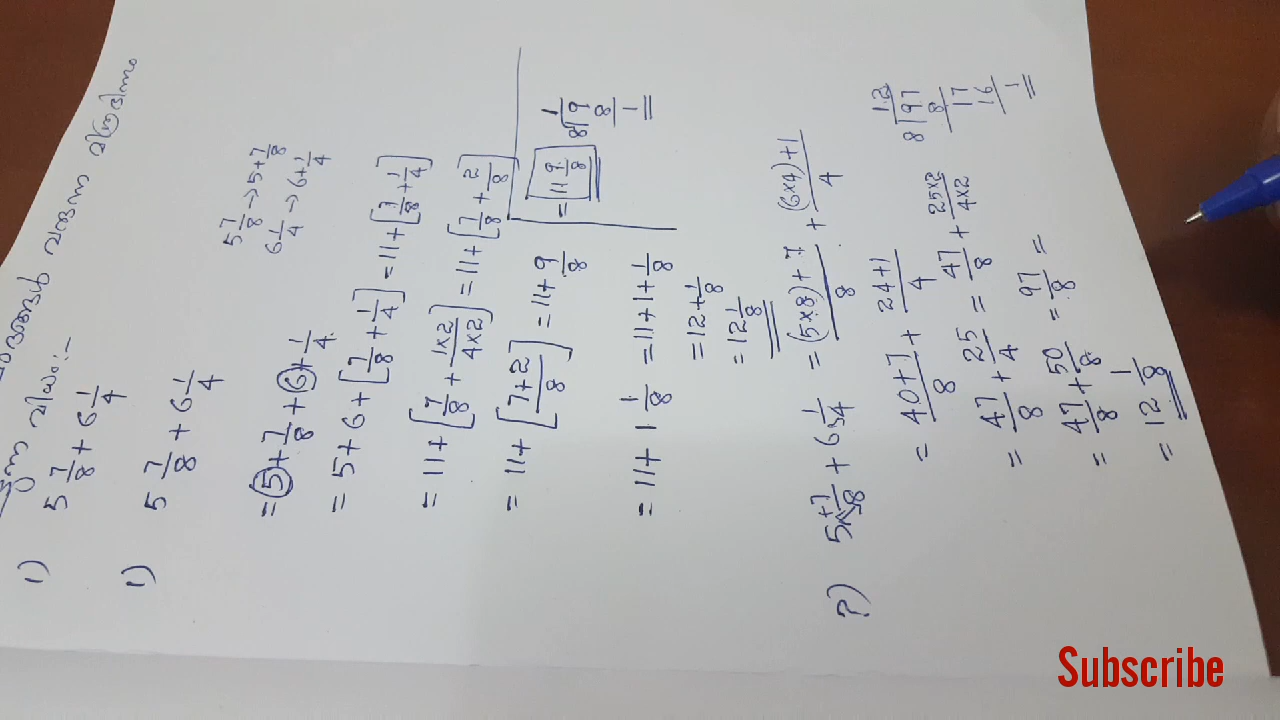 വരുന്ന
1) 5 7/8 + 6 1/4
1) 5 7/8 + 6 1/4
5 7/8 → 5 + 7/8
6 1/4 → 6 + 1/4
= 5 + 7/8 + 6 + 1/4
= 5 + 6 + [7/8 + 1/4] = 11 + [7/8 + 1/4]
= 11 + [7/8 + 1×2/4×2] = 11 + [7/8 + 2/8]
= 11 + [7+2/8] = 11 + 9/8
= 11 9/8
8)9
1
8
1
= 11 + 1 1/8 = 11 + 1 + 1/8
= 12 + 1/8
= 12 1/8
?) 5 7/8 + 6 1/4 = (5×8)+7/8 + (6×4)+1/4
= 40+7/8 + 24+1/4
= 47/8 + 25/4 = 47/8 + 25×2/4×2
= 47/8 + 50/8 = 97/8 =
= 12 1/8
12
8)97
8
17
16
1
Subscribe